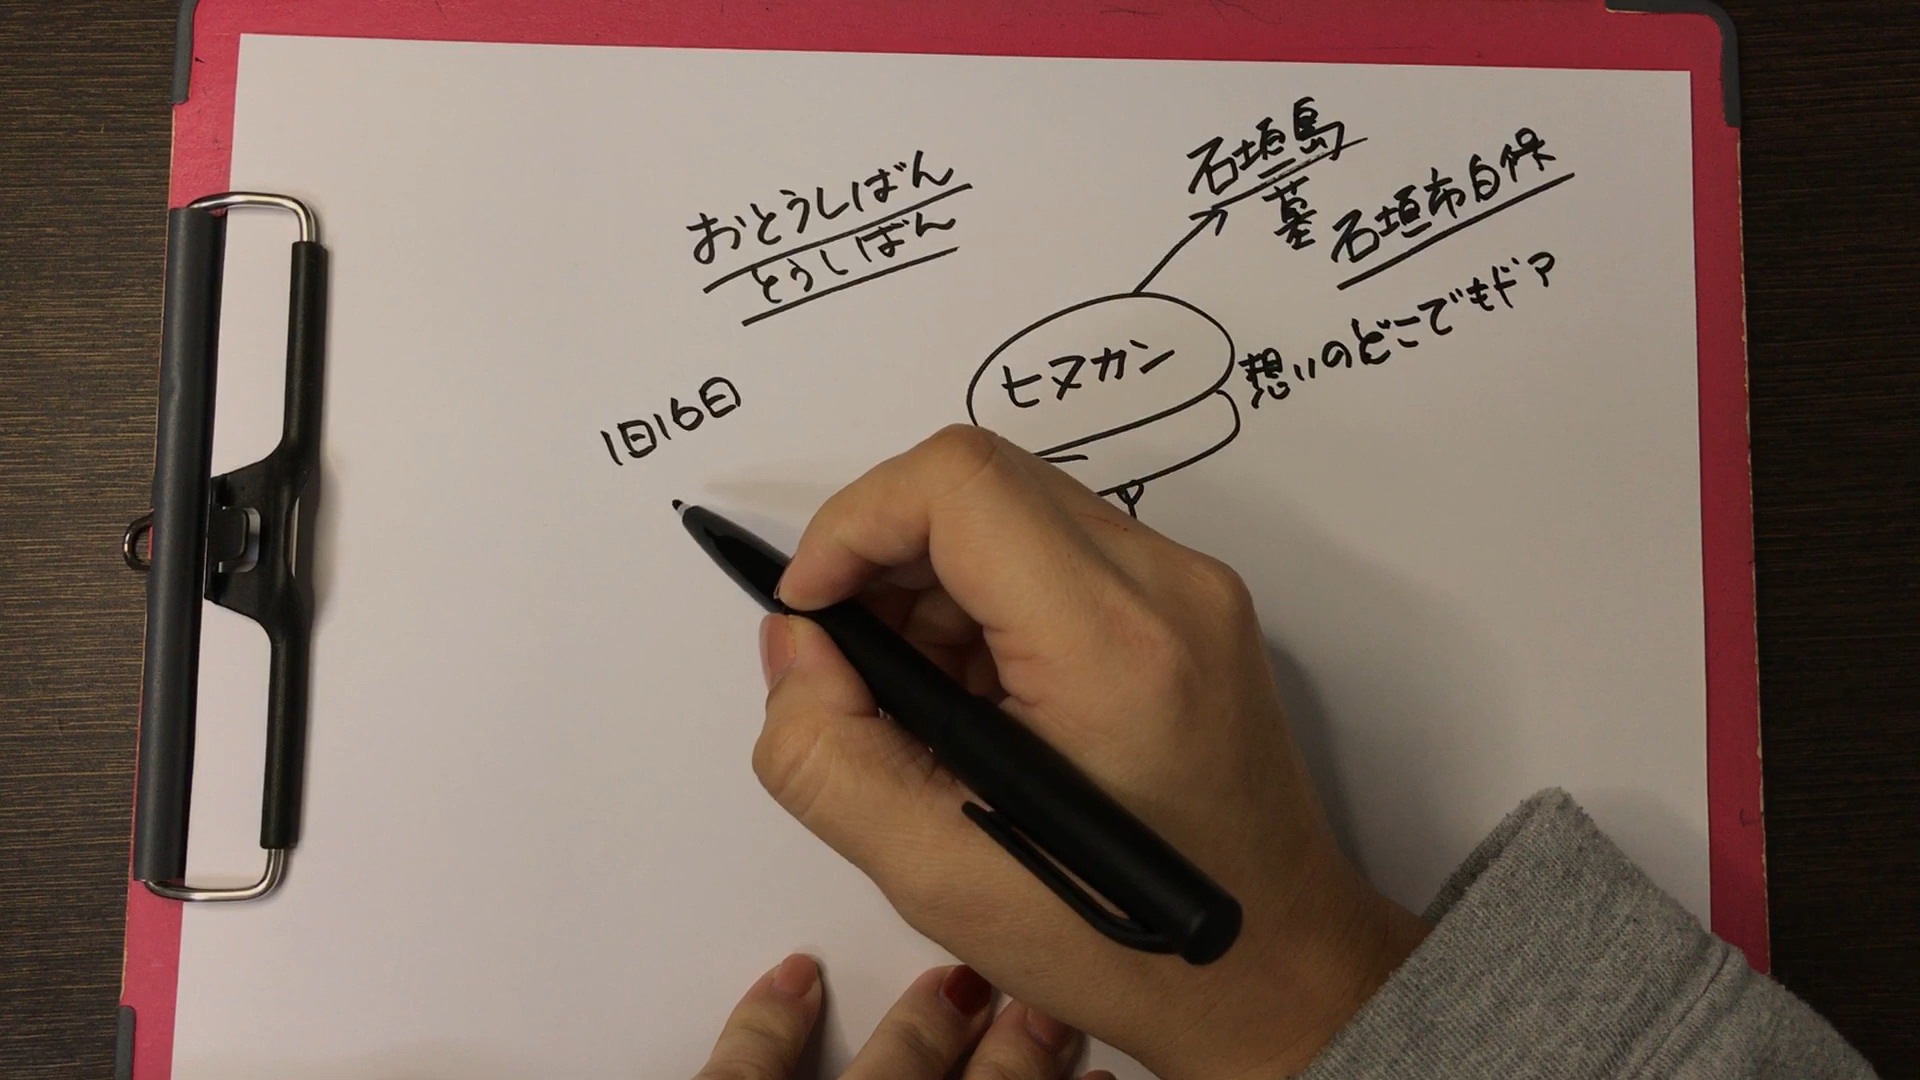 おとうしばん
とうしばん
石垣島
墓
石垣市自保
ヒヌカン
想いのどこでもドア
1日16日